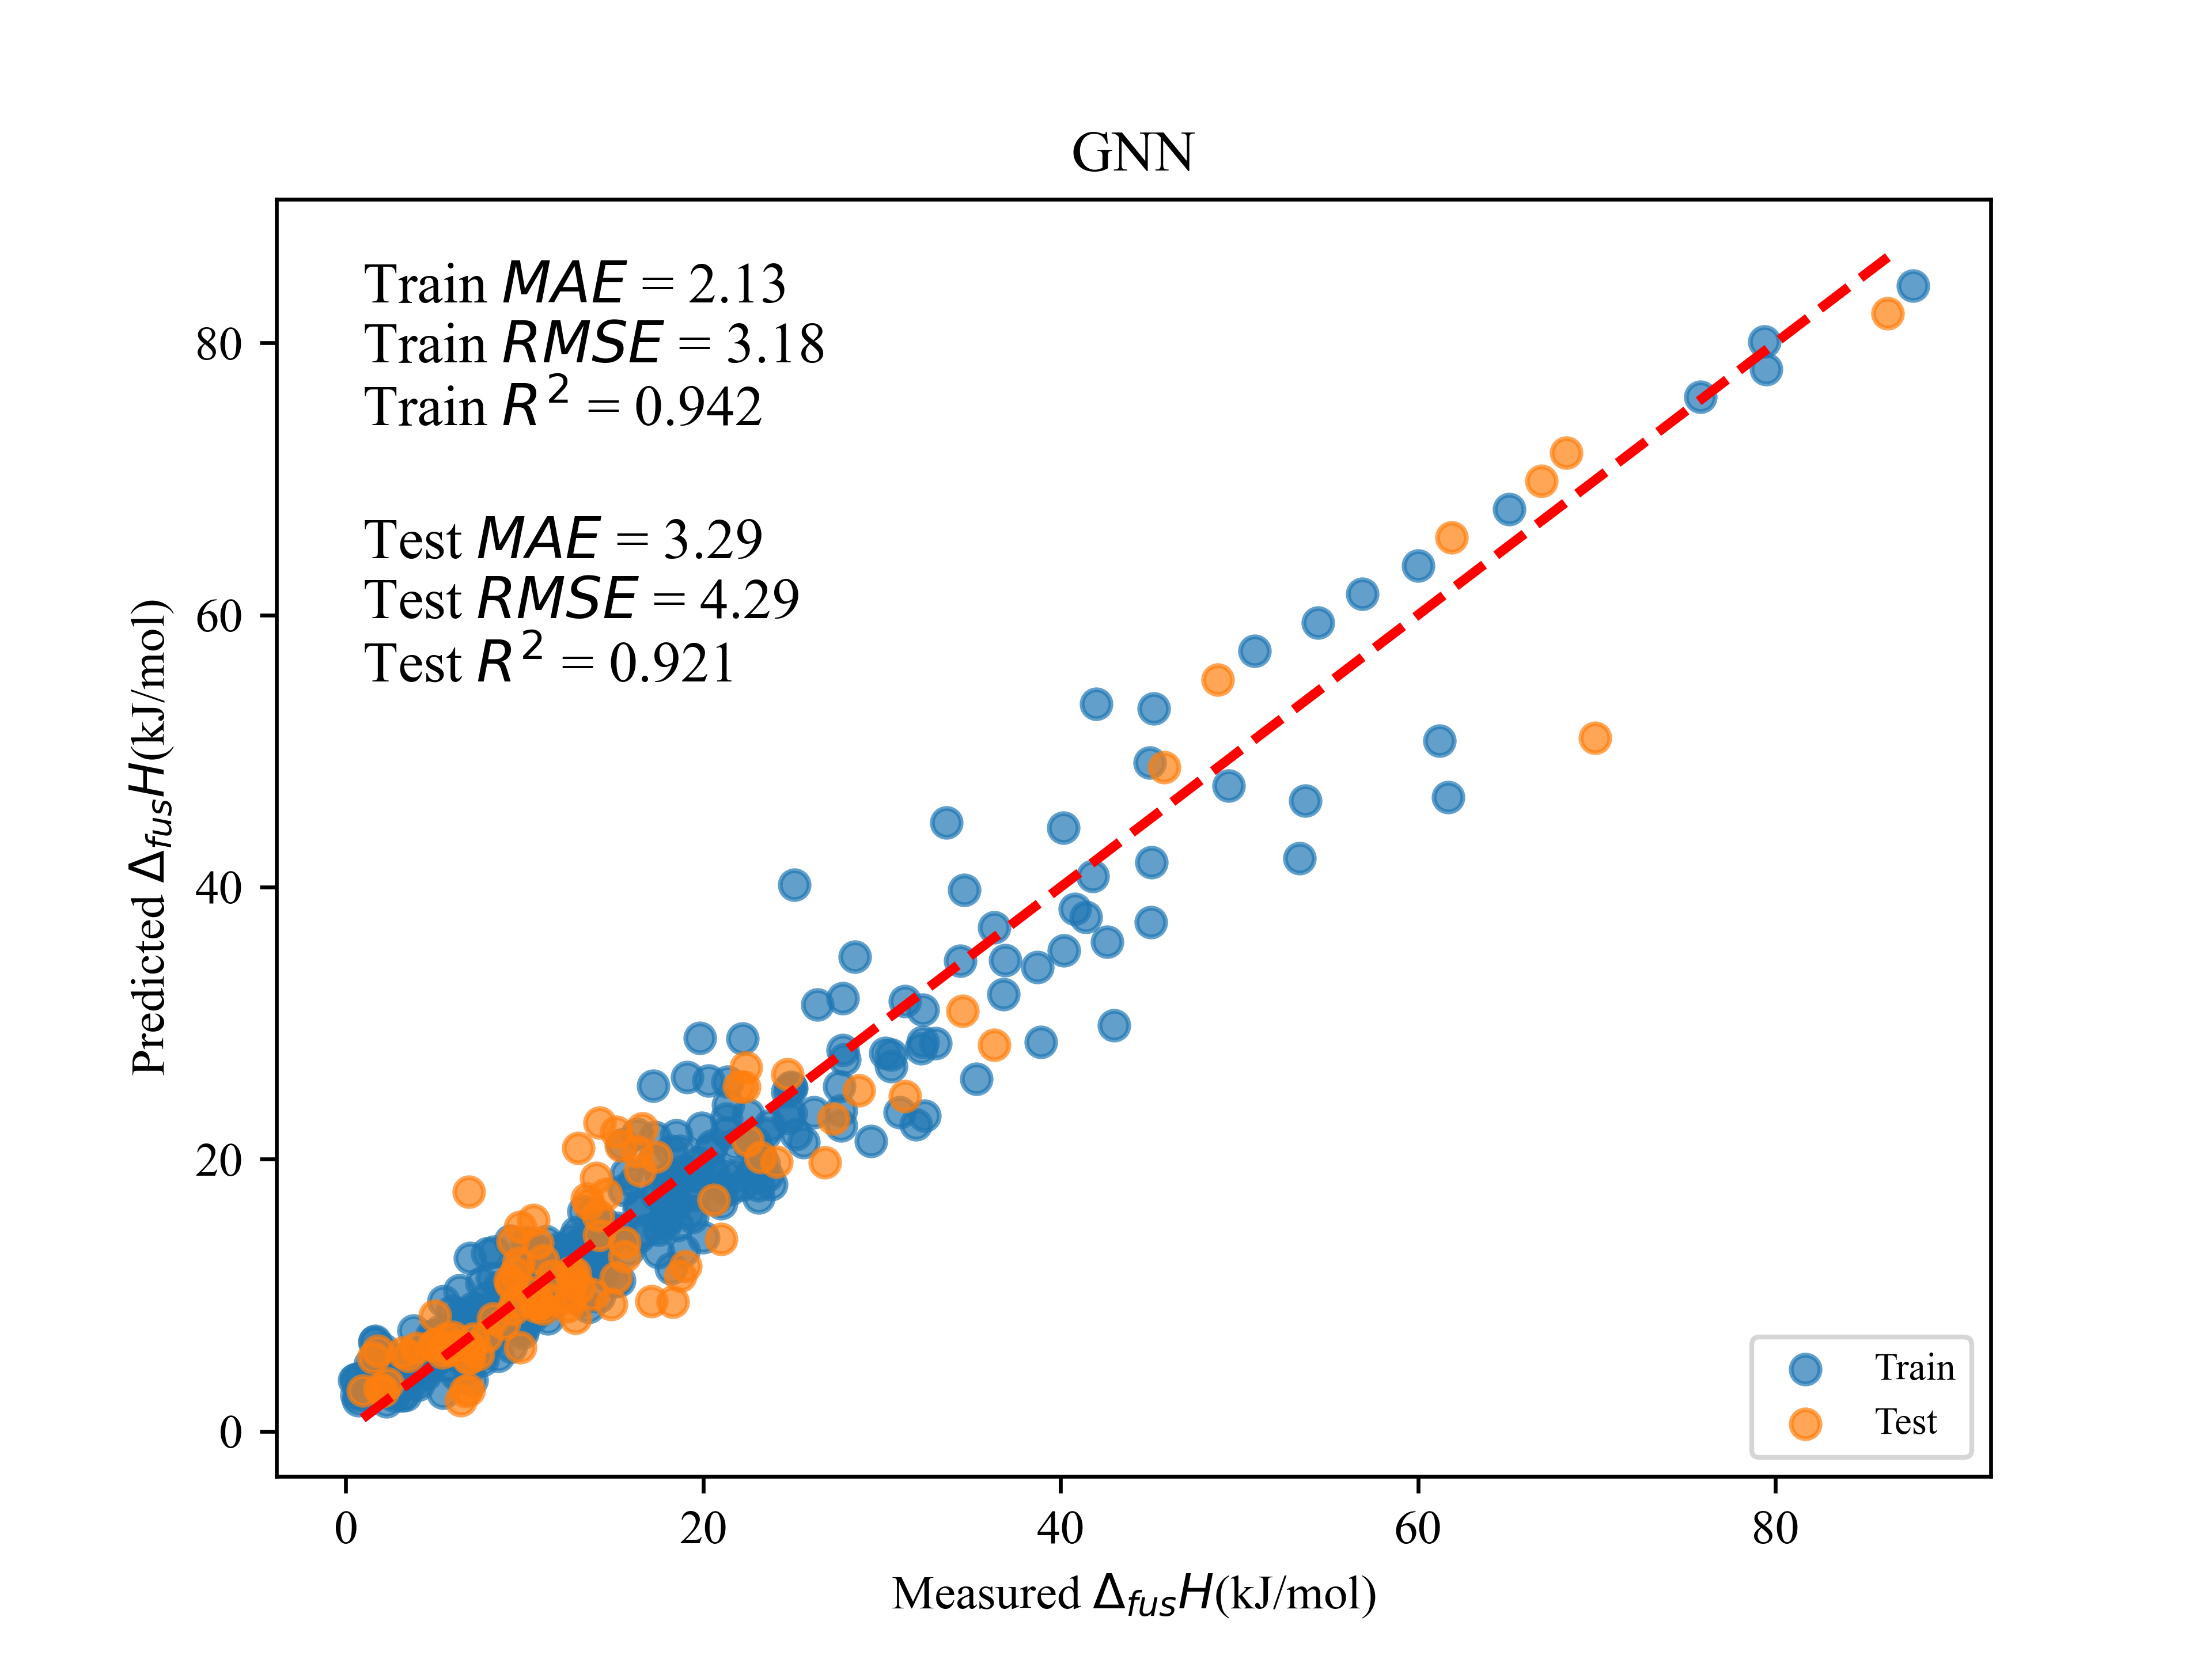 GNN
Train MAE = 2.13
Train RMSE = 3.18
Train R² = 0.942
Test MAE = 3.29
Test RMSE = 4.29
Test R² = 0.921
80
60
40
20
0
Predicted Δ_fus H(kJ/mol)
Train
Test
0 20 40 60 80
Measured Δ_fus H(kJ/mol)